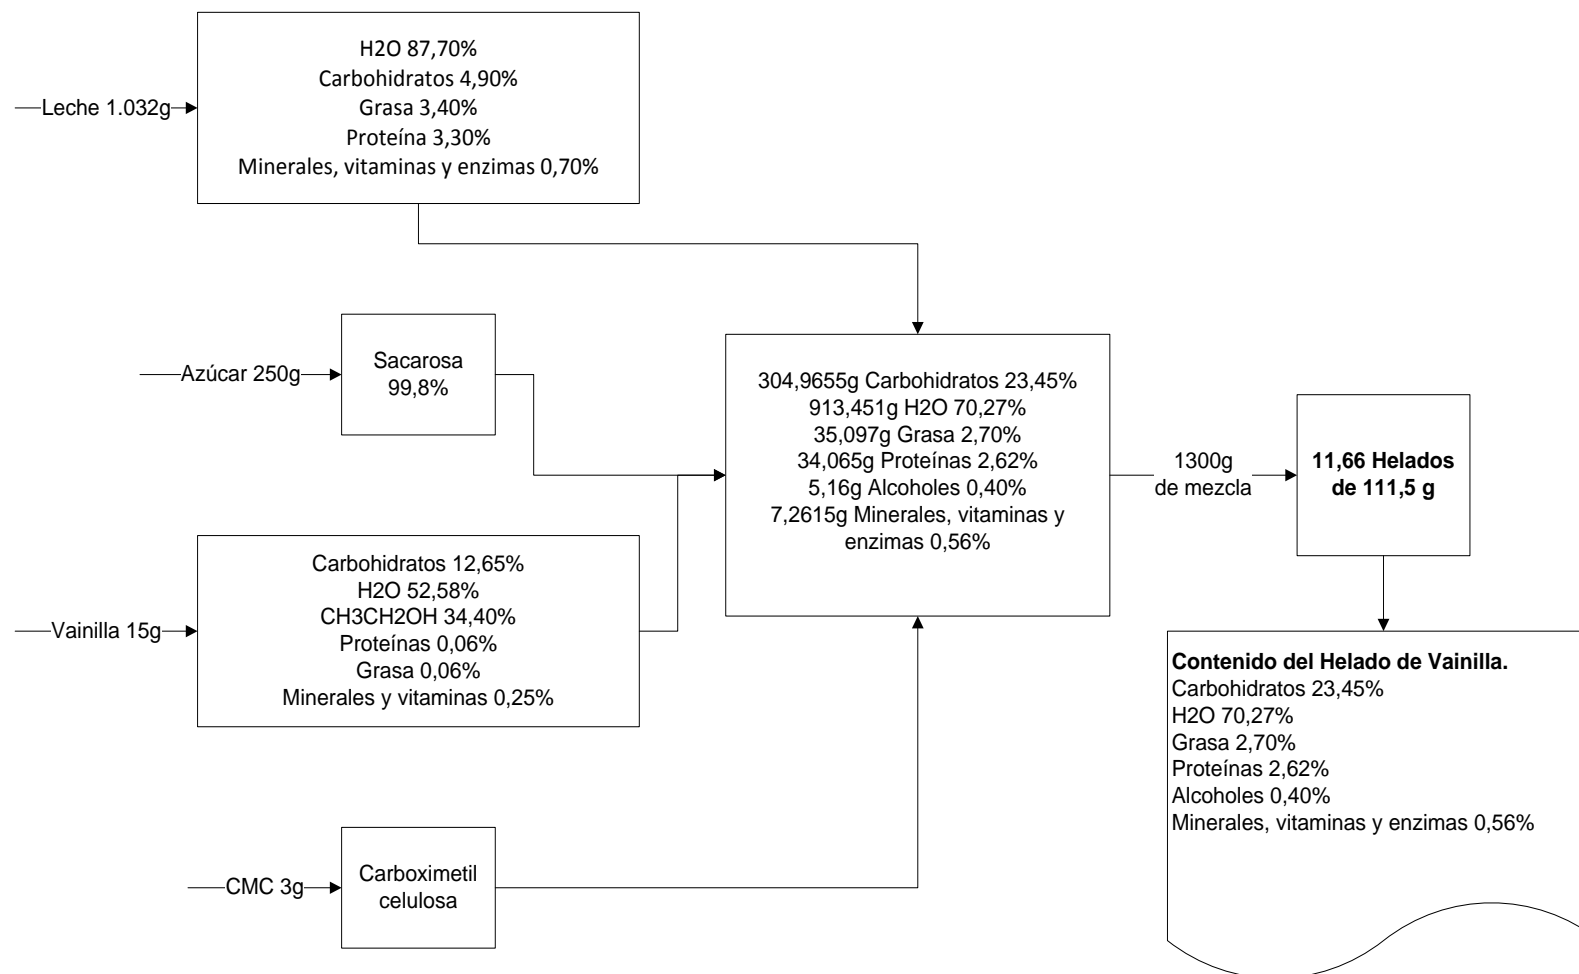 H2O 87,70%
Carbohidratos 4,90%
Grasa 3,40%
Proteína 3,30%
Minerales, vitaminas y enzimas 0,70%
Leche 1.032g
Azúcar 250g
Sacarosa
99,8%
Vainilla 15g
Carbohidratos 12,65%
H2O 52,58%
CH3CH2OH 34,40%
Proteínas 0,06%
Grasa 0,06%
Minerales y vitaminas 0,25%
CMC 3g
Carboximetil
celulosa
304,9655g Carbohidratos 23,45%
913,451g H2O 70,27%
35,097g Grasa 2,70%
34,065g Proteínas 2,62%
5,16g Alcoholes 0,40%
7,2615g Minerales, vitaminas y
enzimas 0,56%
1300g
de mezcla
11,66 Helados
de 111,5 g
Contenido del Helado de Vainilla.
Carbohidratos 23,45%
H2O 70,27%
Grasa 2,70%
Proteínas 2,62%
Alcoholes 0,40%
Minerales, vitaminas y enzimas 0,56%